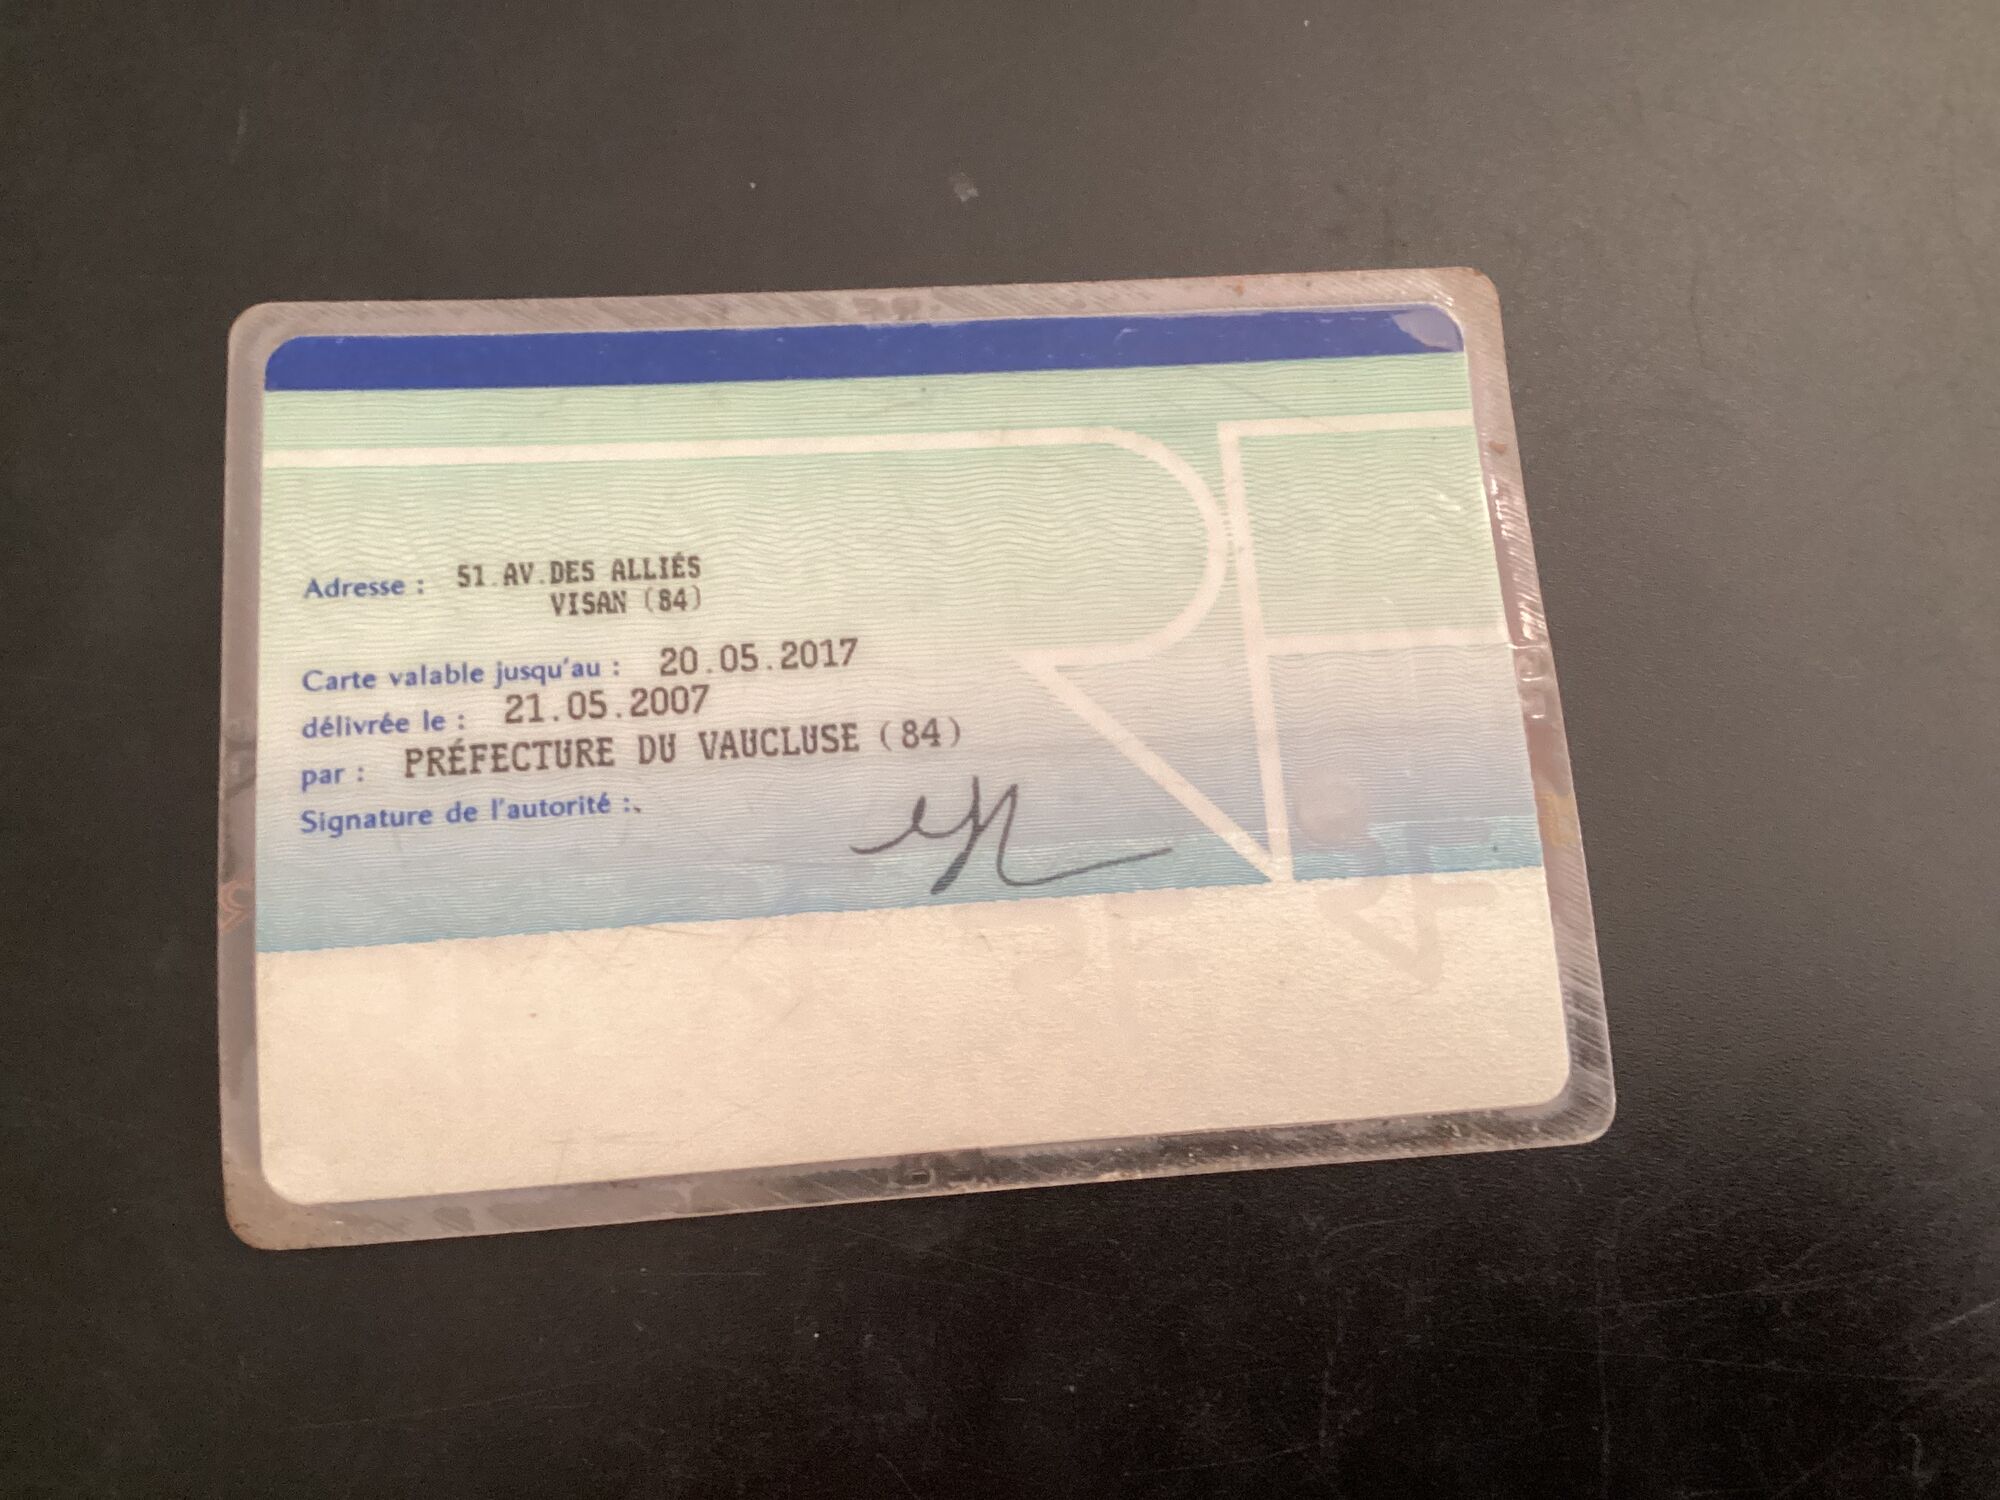 Adresse : 51.AV.DES ALLIÉS
VISAN (84)
Carte valable jusqu'au : 20.05.2017
délivrée le : 21.05.2007
par : PRÉFECTURE DU VAUCLUSE (84)
Signature de l'autorité :
RF